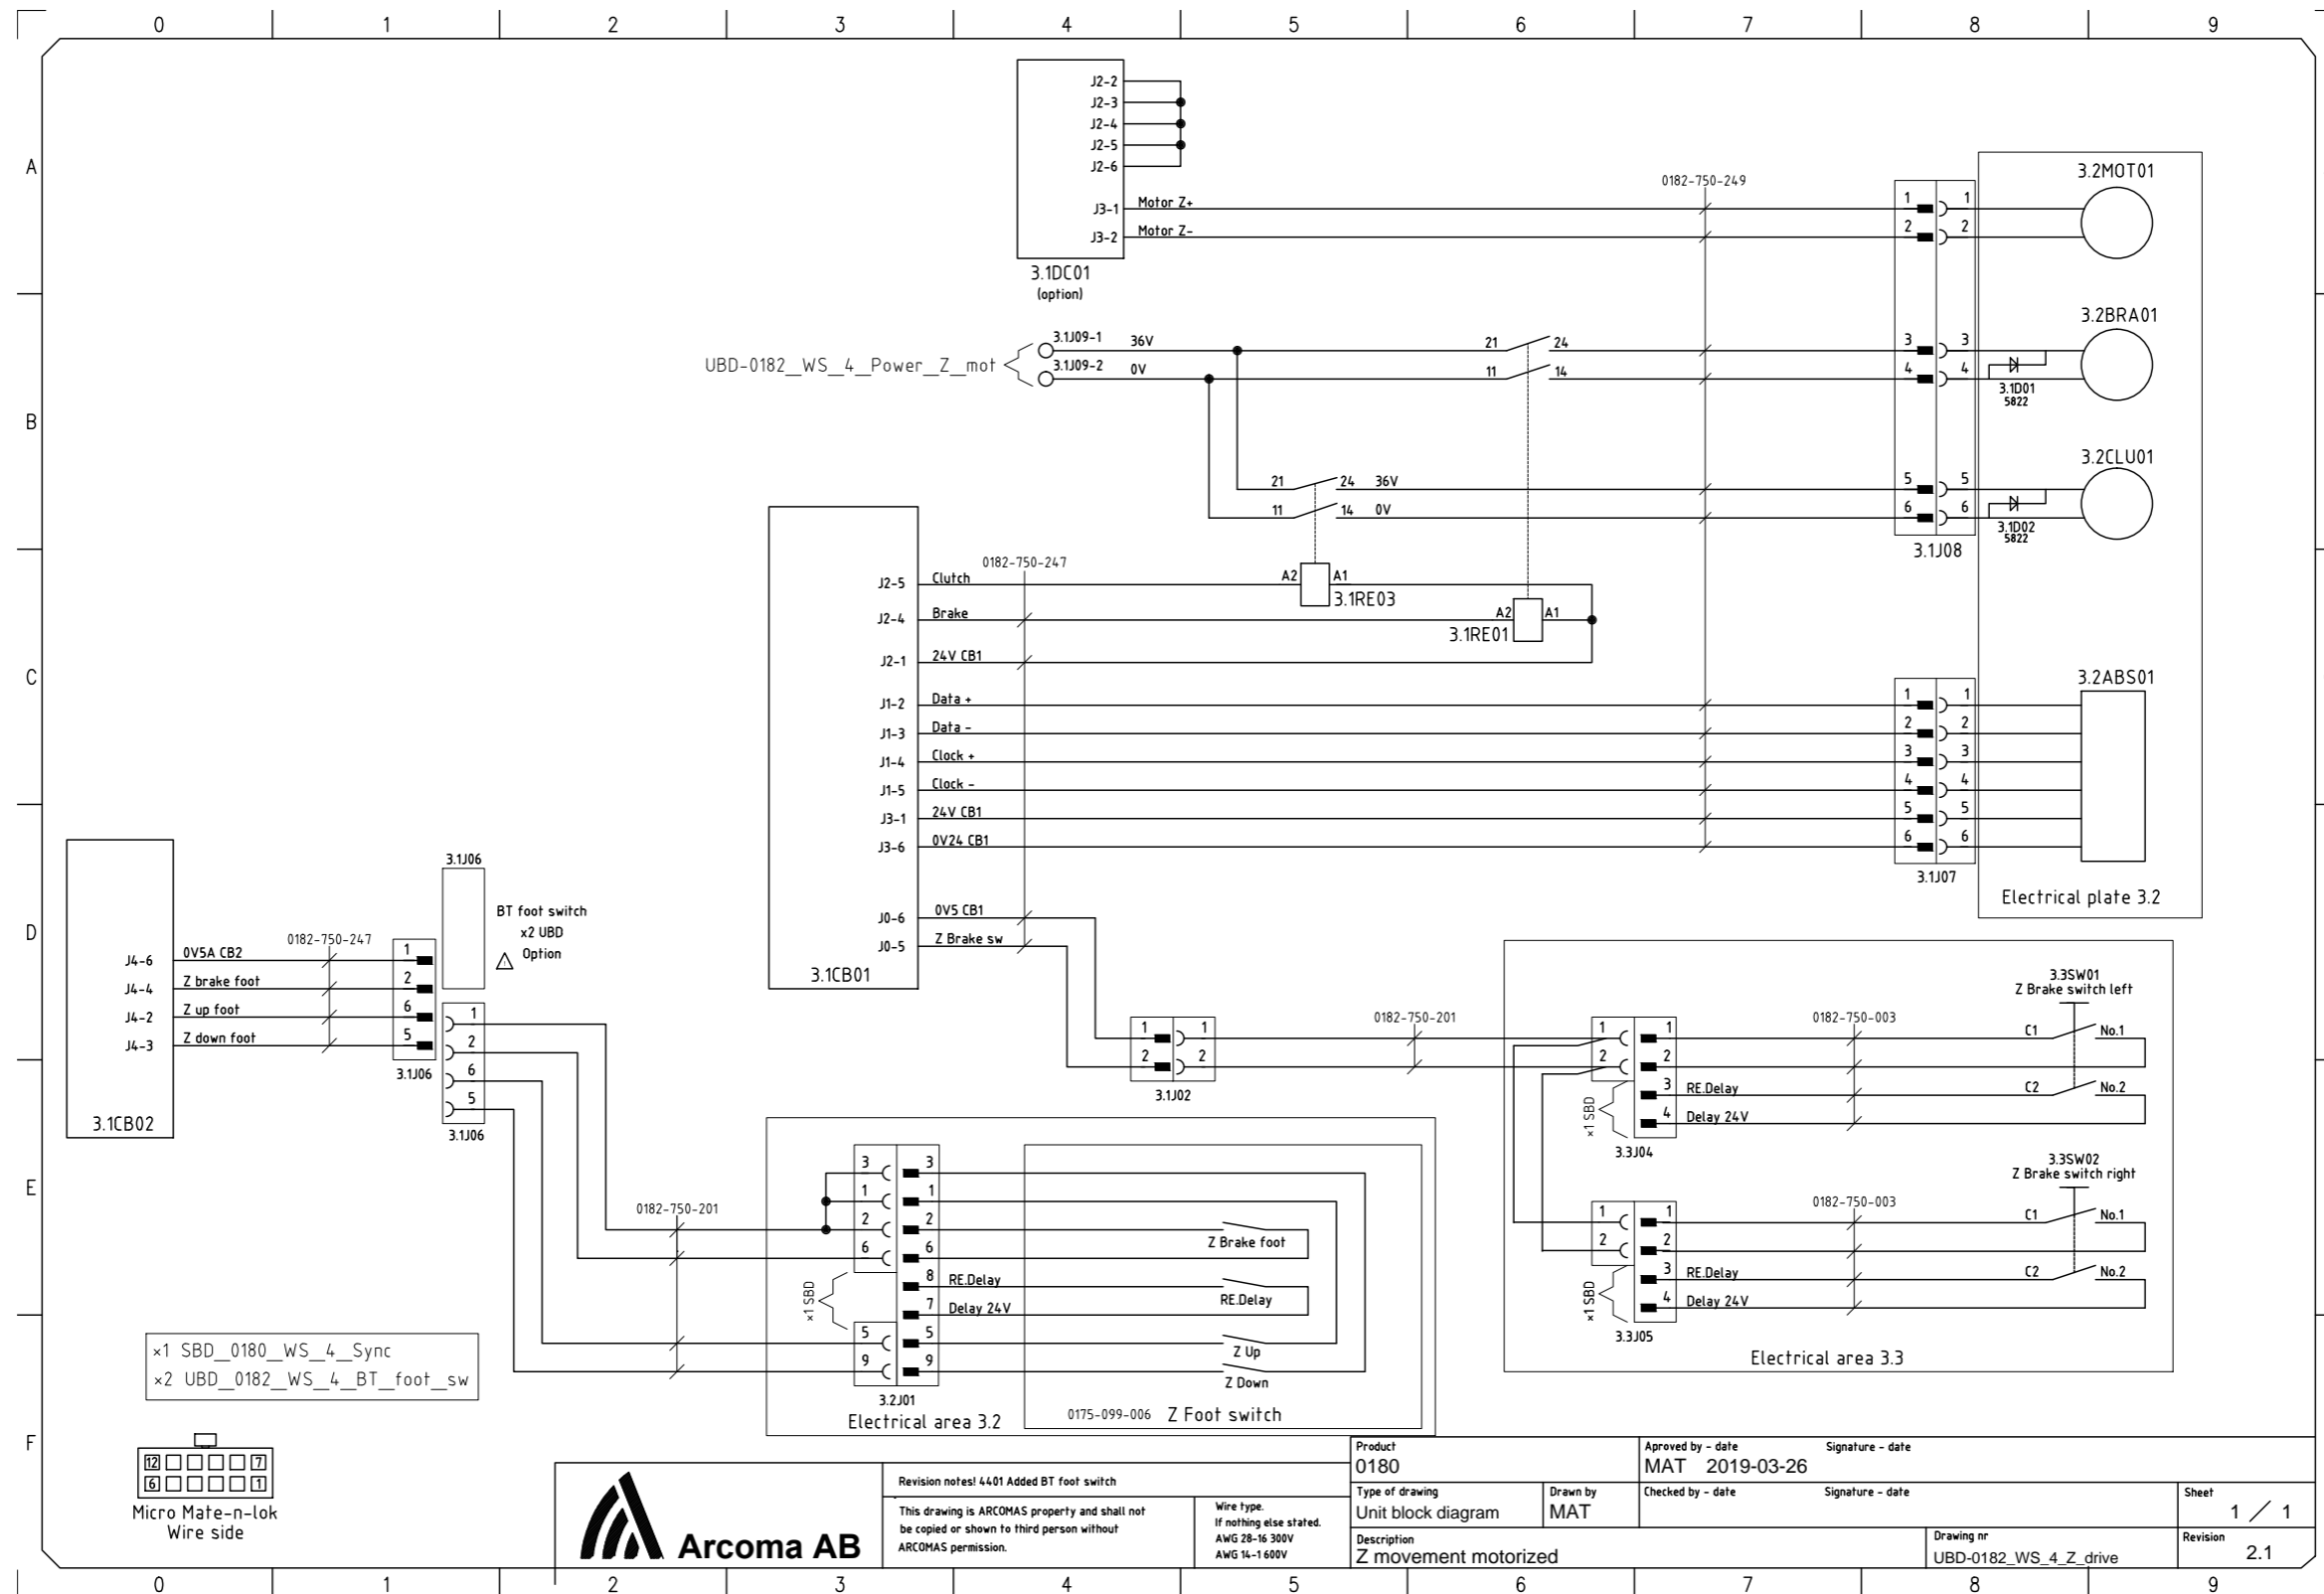 0 1 2 3 4 5 6 7 8 9
A
B
C
D
E
F
J2-2
J2-3
J2-4
J2-5
J2-6
J3-1 Motor Z+
J3-2 Motor Z-
3.1DC01
(option)
0182-750-249
3.2MOT01
1 1
2 2
UBD-0182_WS_4_Power_Z_mot
3.1J09-1 36V
3.1J09-2 0V
21 24
11 14
3 3
4 4
3.1D01
5822
3.2BRA01
21 24 36V
11 14 0V
5 5
6 6
3.1J08
3.1D02
5822
3.2CLU01
0182-750-247
J2-5 Clutch
A2 A1
3.1RE03
J2-4 Brake
A2 A1
3.1RE01
J2-1 24V CB1
J1-2 Data +
J1-3 Data -
J1-4 Clock +
J1-5 Clock -
J3-1 24V CB1
J3-6 0V24 CB1
J0-6 0V5 CB1
J0-5 Z Brake sw
3.1CB01
3.2ABS01
1 1
2 2
3 3
4 4
5 5
6 6
3.1J07
Electrical plate 3.2
3.1J06
BT foot switch
x2 UBD
Option
0182-750-247
J4-6 0V5A CB2 1
J4-4 Z brake foot 2
J4-2 Z up foot 6
J4-3 Z down foot 5
3.1J06
3.1CB02
1
2
6
5
3.1J06
1 1
2 2
3.1J02
0182-750-201
3.3SW01
Z Brake switch left
0182-750-003
1 1 C1 No.1
2 2
3 RE.Delay C2 No.2
4 Delay 24V
x1 SBD
3.3J04
3.3SW02
Z Brake switch right
0182-750-003
1 1 C1 No.1
2 2
3 RE.Delay C2 No.2
4 Delay 24V
x1 SBD
3.3J05
Electrical area 3.3
0182-750-201
3 3
1 1
2 2
6 6
Z Brake foot
8 RE.Delay
RE.Delay
7 Delay 24V
x1 SBD
5 5
Z Up
9 9
Z Down
3.2J01
Electrical area 3.2
0175-099-006 Z Foot switch
x1 SBD_0180_WS_4_Sync
x2 UBD_0182_WS_4_BT_foot_sw
12 7
6 1
Micro Mate-n-lok
Wire side
Arcoma AB
Revision notes! 4401 Added BT foot switch
This drawing is ARCOMAS property and shall not
be copied or shown to third person without
ARCOMAS permission.
Wire type.
If nothing else stated.
AWG 28-16 300V
AWG 14-1 600V
Product
0180
Aproved by - date Signature - date
MAT 2019-03-26
Type of drawing
Unit block diagram
Drawn by
MAT
Checked by - date Signature - date
Sheet
1 / 1
Description
Z movement motorized
Drawing nr
UBD-0182_WS_4_Z_drive
Revision
2.1
0 1 2 3 4 5 6 7 8 9